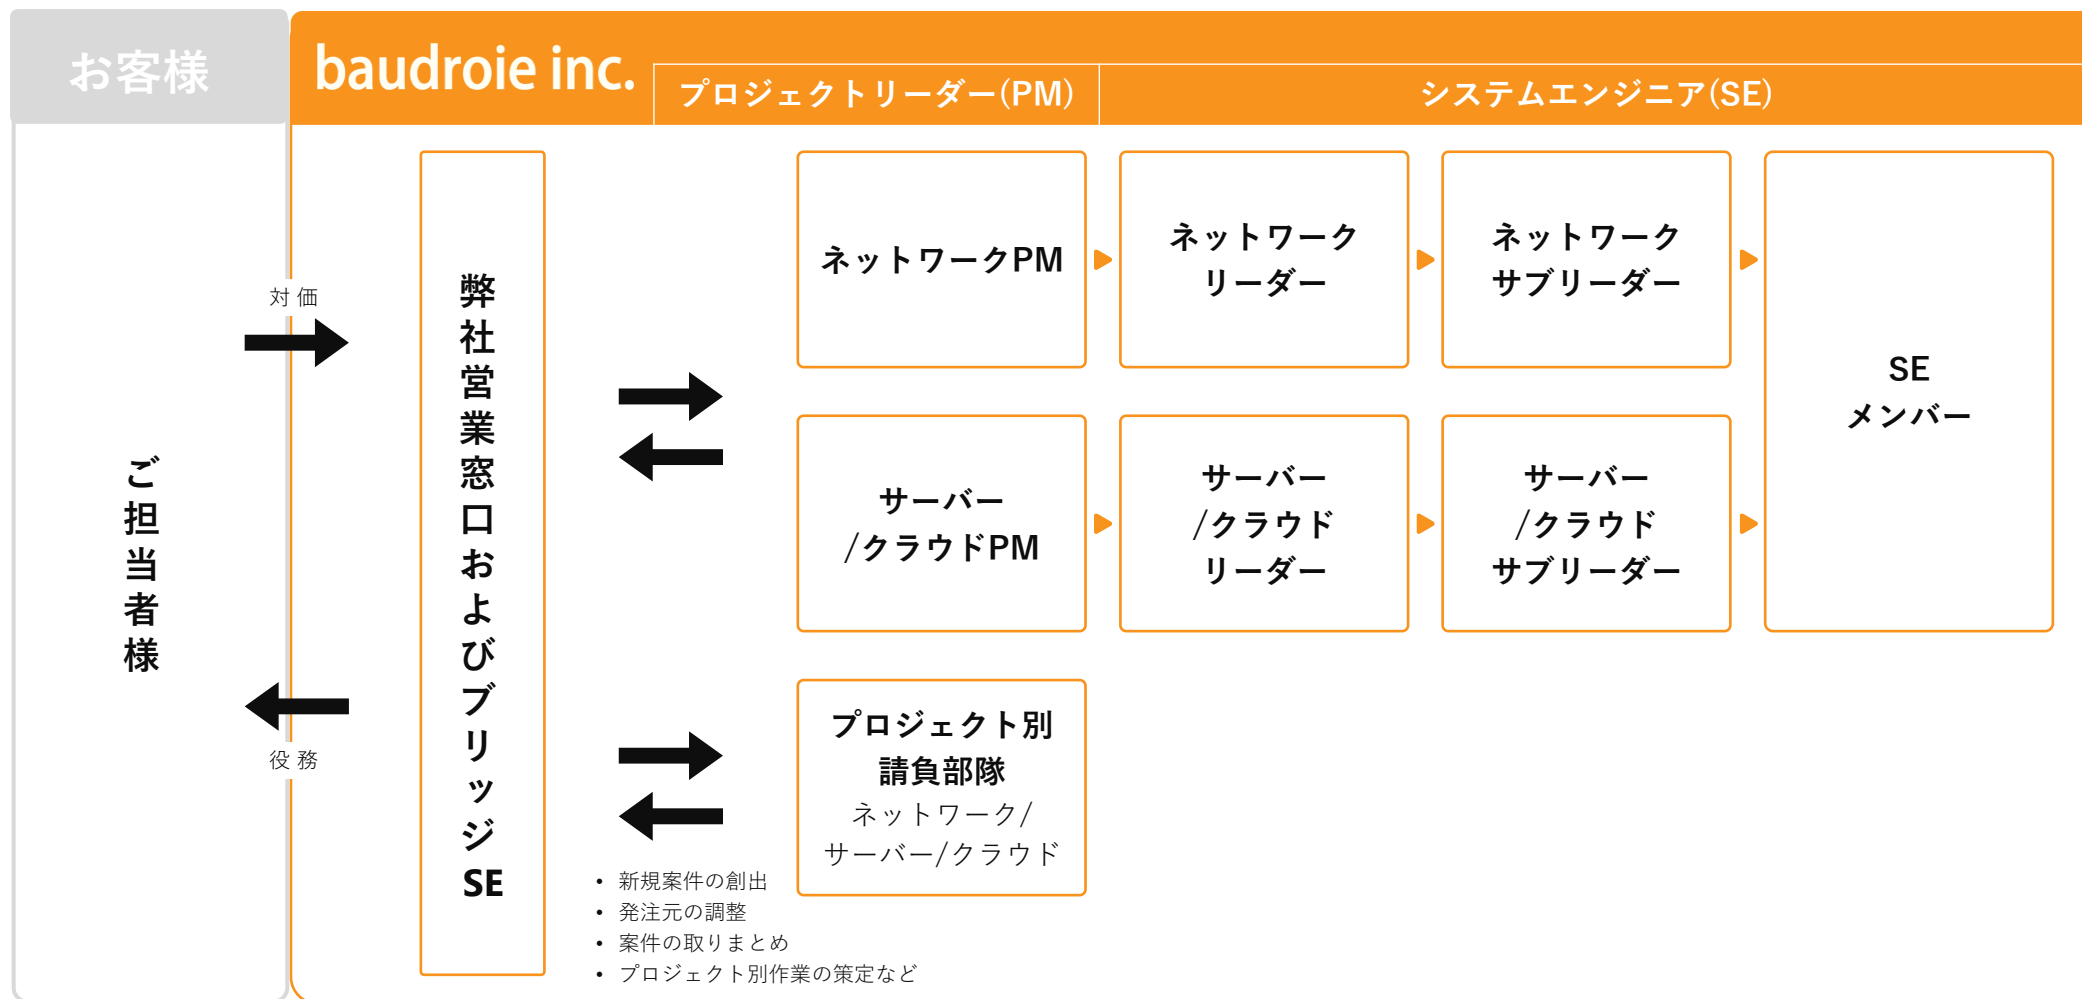 お客様
baudroie inc.
プロジェクトリーダー(PM)
システムエンジニア(SE)
ご担当者様
対価
役務
弊社営業窓口およびブリッジSE
ネットワークPM
ネットワーク
リーダー
ネットワーク
サブリーダー
SE
メンバー
サーバー
/クラウドPM
サーバー
/クラウド
リーダー
サーバー
/クラウド
サブリーダー
プロジェクト別
請負部隊
ネットワーク/
サーバー/クラウド
• 新規案件の創出
• 発注元の調整
• 案件の取りまとめ
• プロジェクト別作業の策定など